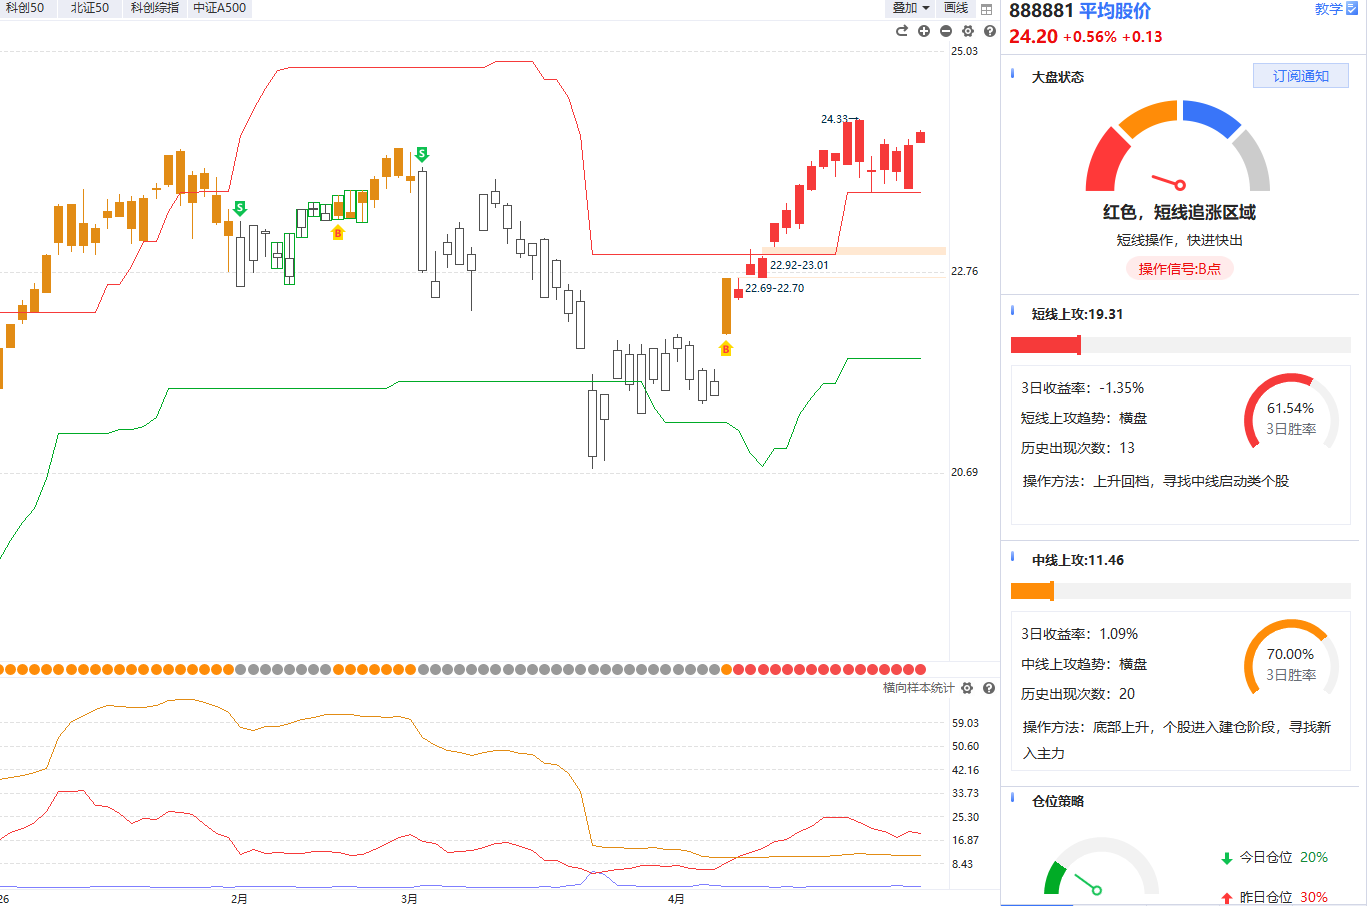 科创50 北证50 科创综指 中证A500 叠加 画线
888881 平均股价 教学
24.20 +0.56% +0.13
大盘状态 订阅通知
红色，短线追涨区域
短线操作，快进快出
操作信号:B点
短线上攻:19.31
3日收益率：-1.35%
短线上攻趋势：横盘
历史出现次数：13
61.54%
3日胜率
操作方法：上升回档，寻找中线启动类个股
中线上攻:11.46
3日收益率：1.09%
中线上攻趋势：横盘
历史出现次数：20
70.00%
3日胜率
操作方法：底部上升，个股进入建仓阶段，寻找新
入主力
仓位策略
今日仓位 20%
昨日仓位 30%
25.03
24.33
S
S
B
22.92-23.01
22.76
22.69-22.70
B
20.69
横向样本统计
59.03
50.60
42.16
33.73
25.30
16.87
8.43
26 2月 3月 4月